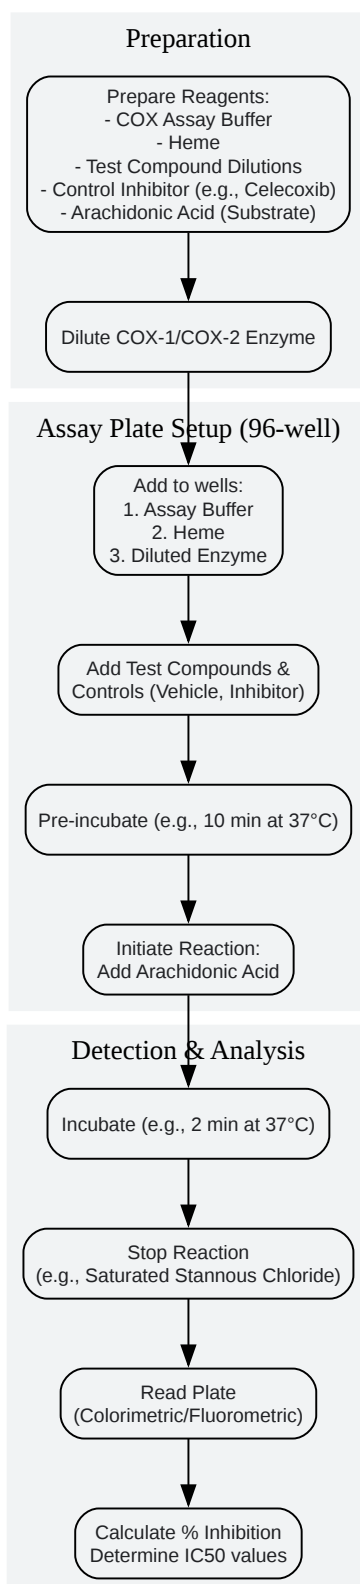 Preparation
Prepare Reagents:
- COX Assay Buffer
- Heme
- Test Compound Dilutions
- Control Inhibitor (e.g., Celecoxib)
- Arachidonic Acid (Substrate)
Dilute COX-1/COX-2 Enzyme
Assay Plate Setup (96-well)
Add to wells:
1. Assay Buffer
2. Heme
3. Diluted Enzyme
Add Test Compounds &
Controls (Vehicle, Inhibitor)
Pre-incubate (e.g., 10 min at 37°C)
Initiate Reaction:
Add Arachidonic Acid
Detection & Analysis
Incubate (e.g., 2 min at 37°C)
Stop Reaction
(e.g., Saturated Stannous Chloride)
Read Plate
(Colorimetric/Fluorometric)
Calculate % Inhibition
Determine IC50 values